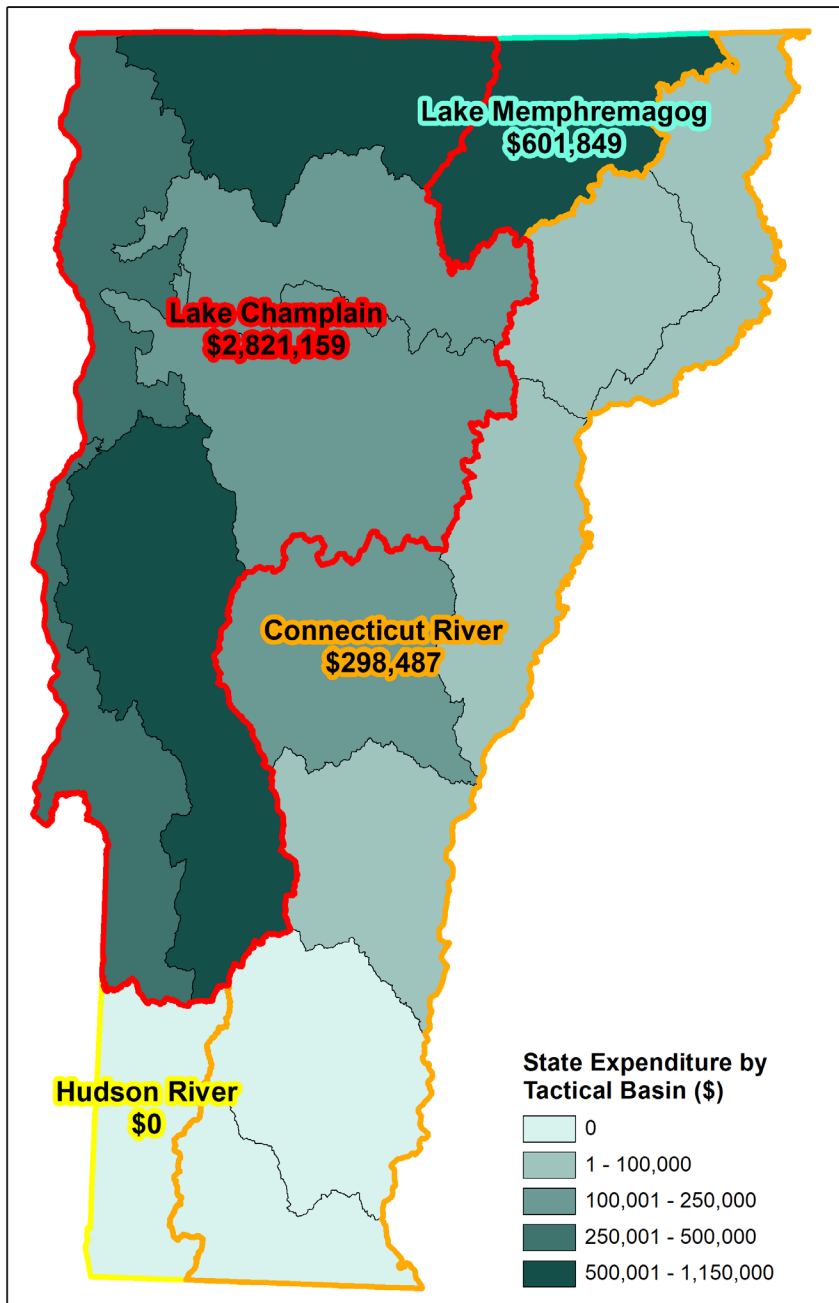 Lake Memphremagog
$601,849
Lake Champlain
$2,821,159
Connecticut River
$298,487
Hudson River
$0
State Expenditure by
Tactical Basin ($)
0
1 - 100,000
100,001 - 250,000
250,001 - 500,000
500,001 - 1,150,000